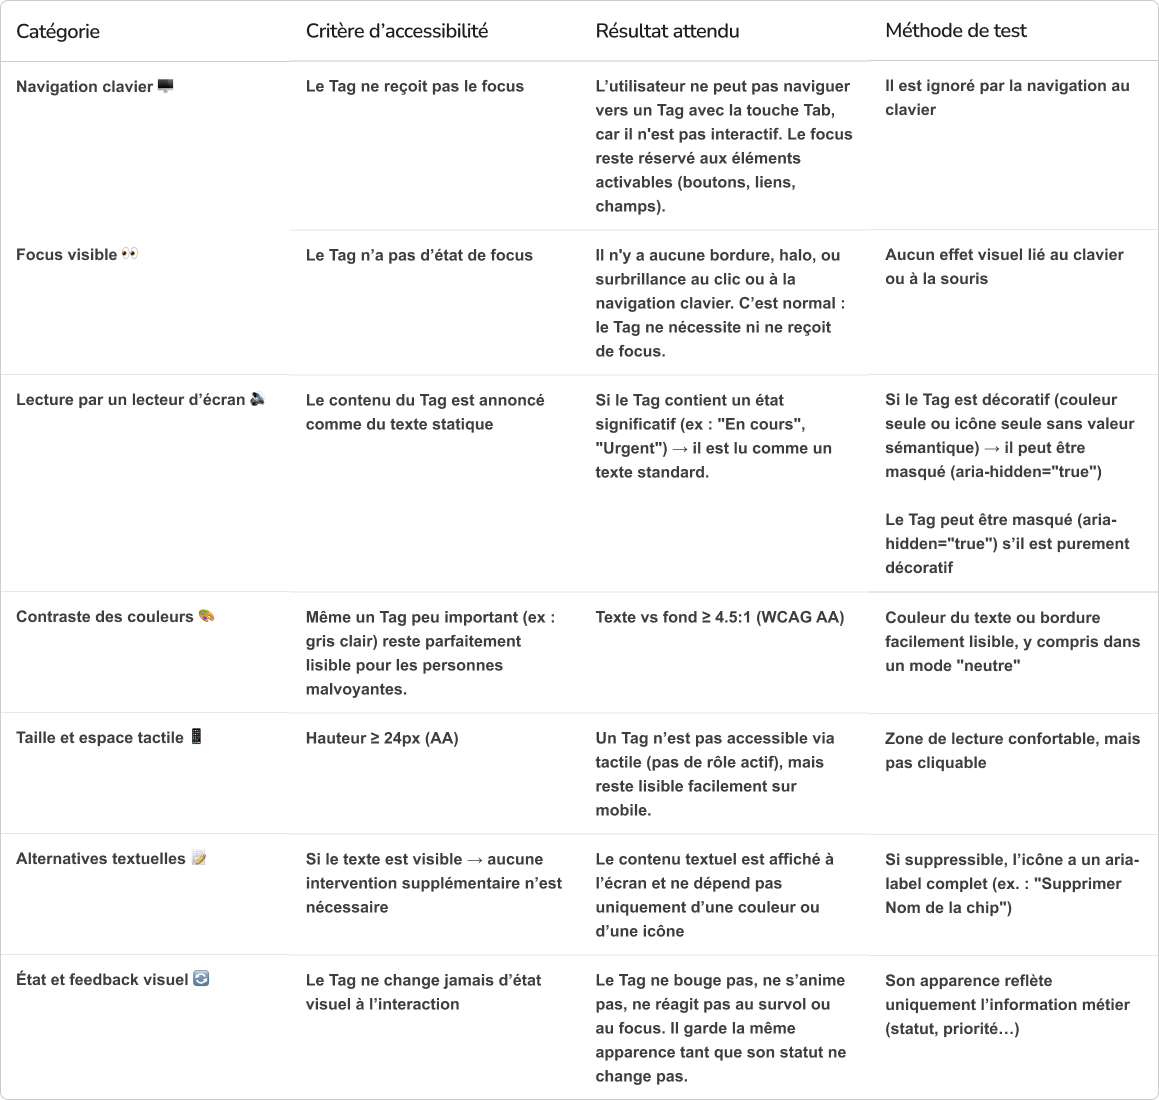 Catégorie
Critère d’accessibilité
Résultat attendu
Méthode de test
Navigation clavier 🖥️
Le Tag ne reçoit pas le focus
L’utilisateur ne peut pas naviguer
vers un Tag avec la touche Tab,
car il n'est pas interactif. Le focus
reste réservé aux éléments
activables (boutons, liens,
champs).
Il est ignoré par la navigation au
clavier
Focus visible 👀
Le Tag n’a pas d’état de focus
Il n'y a aucune bordure, halo, ou
surbrillance au clic ou à la
navigation clavier. C’est normal :
le Tag ne nécessite ni ne reçoit
de focus.
Aucun effet visuel lié au clavier
ou à la souris
Lecture par un lecteur d’écran 🔊
Le contenu du Tag est annoncé
comme du texte statique
Si le Tag contient un état
significatif (ex : "En cours",
"Urgent") → il est lu comme un
texte standard.
Si le Tag est décoratif (couleur
seule ou icône seule sans valeur
sémantique) → il peut être
masqué (aria-hidden="true")
Le Tag peut être masqué (aria-
hidden="true") s’il est purement
décoratif
Contraste des couleurs 🎨
Même un Tag peu important (ex :
gris clair) reste parfaitement
lisible pour les personnes
malvoyantes.
Texte vs fond ≥ 4.5:1 (WCAG AA)
Couleur du texte ou bordure
facilement lisible, y compris dans
un mode "neutre"
Taille et espace tactile 📱
Hauteur ≥ 24px (AA)
Un Tag n’est pas accessible via
tactile (pas de rôle actif), mais
reste lisible facilement sur
mobile.
Zone de lecture confortable, mais
pas cliquable
Alternatives textuelles 📝
Si le texte est visible → aucune
intervention supplémentaire n’est
nécessaire
Le contenu textuel est affiché à
l’écran et ne dépend pas
uniquement d’une couleur ou
d’une icône
Si suppressible, l’icône a un aria-
label complet (ex. : "Supprimer
Nom de la chip")
État et feedback visuel 🔄
Le Tag ne change jamais d’état
visuel à l’interaction
Le Tag ne bouge pas, ne s’anime
pas, ne réagit pas au survol ou
au focus. Il garde la même
apparence tant que son statut ne
change pas.
Son apparence reflète
uniquement l’information métier
(statut, priorité…)